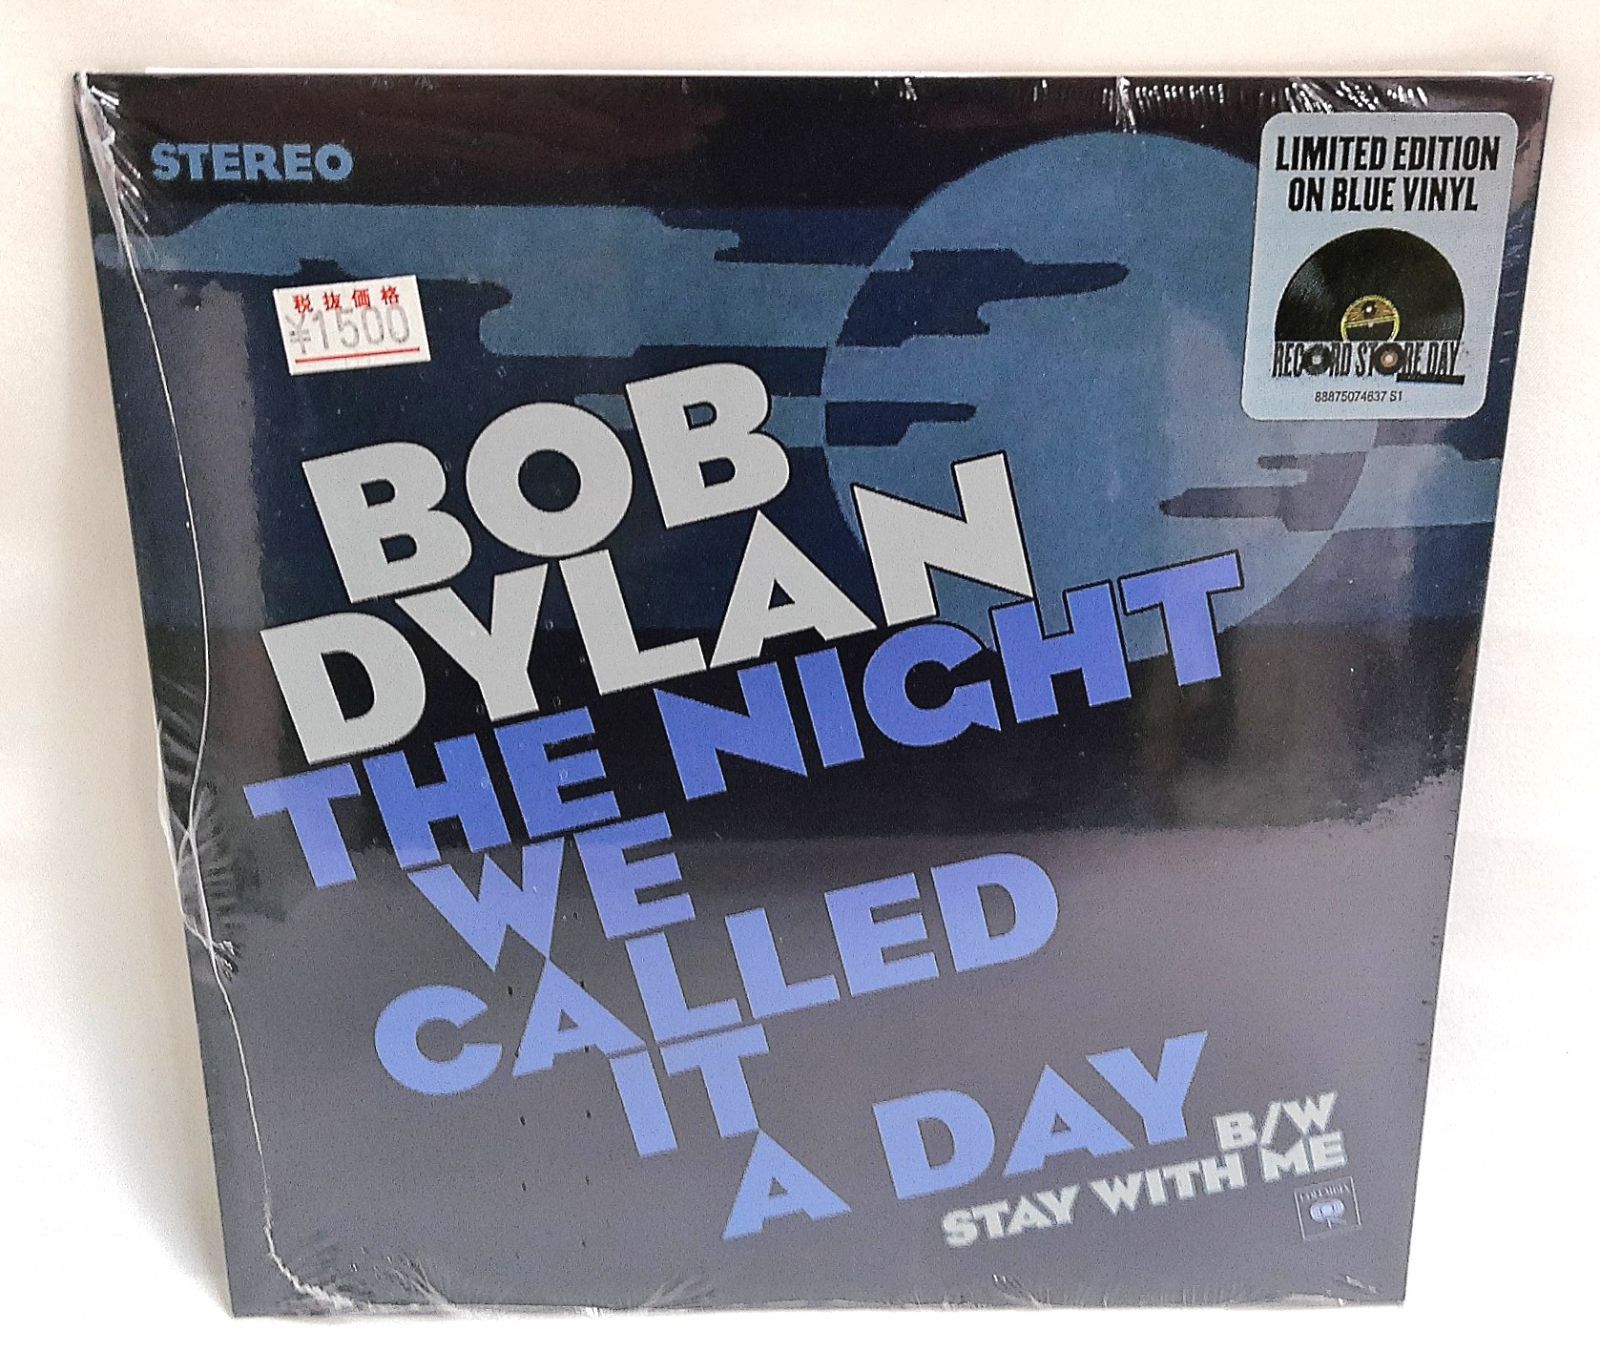 STEREO
LIMITED EDITION
ON BLUE VINYL
RECORD STORE DAY
88875074637 S1
税抜価格
¥1500
BOB
DYLAN
THE NIGHT
WE
CALLED
IT
A DAY
B/W
STAY WITH ME
COLUMBIA